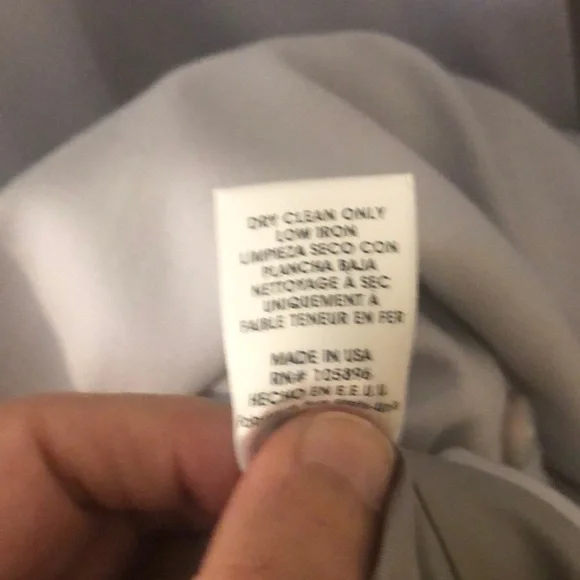 DRY CLEAN ONLY
LOW IRON
LIMPIEZA SECO CON
PLANCHA BAJA
NETTOYAGE A SEC
UNIQUEMENT A
FAIBLE TENEUR EN FER
MADE IN USA
RN# 105896
HECHO EN E.E.U.U.